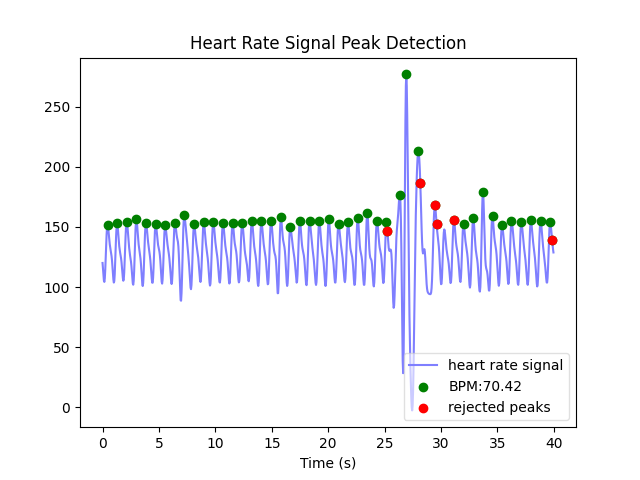 Heart Rate Signal Peak Detection
250
200
150
100
50
0
heart rate signal
BPM:70.42
rejected peaks
0 5 10 15 20 25 30 35 40
Time (s)